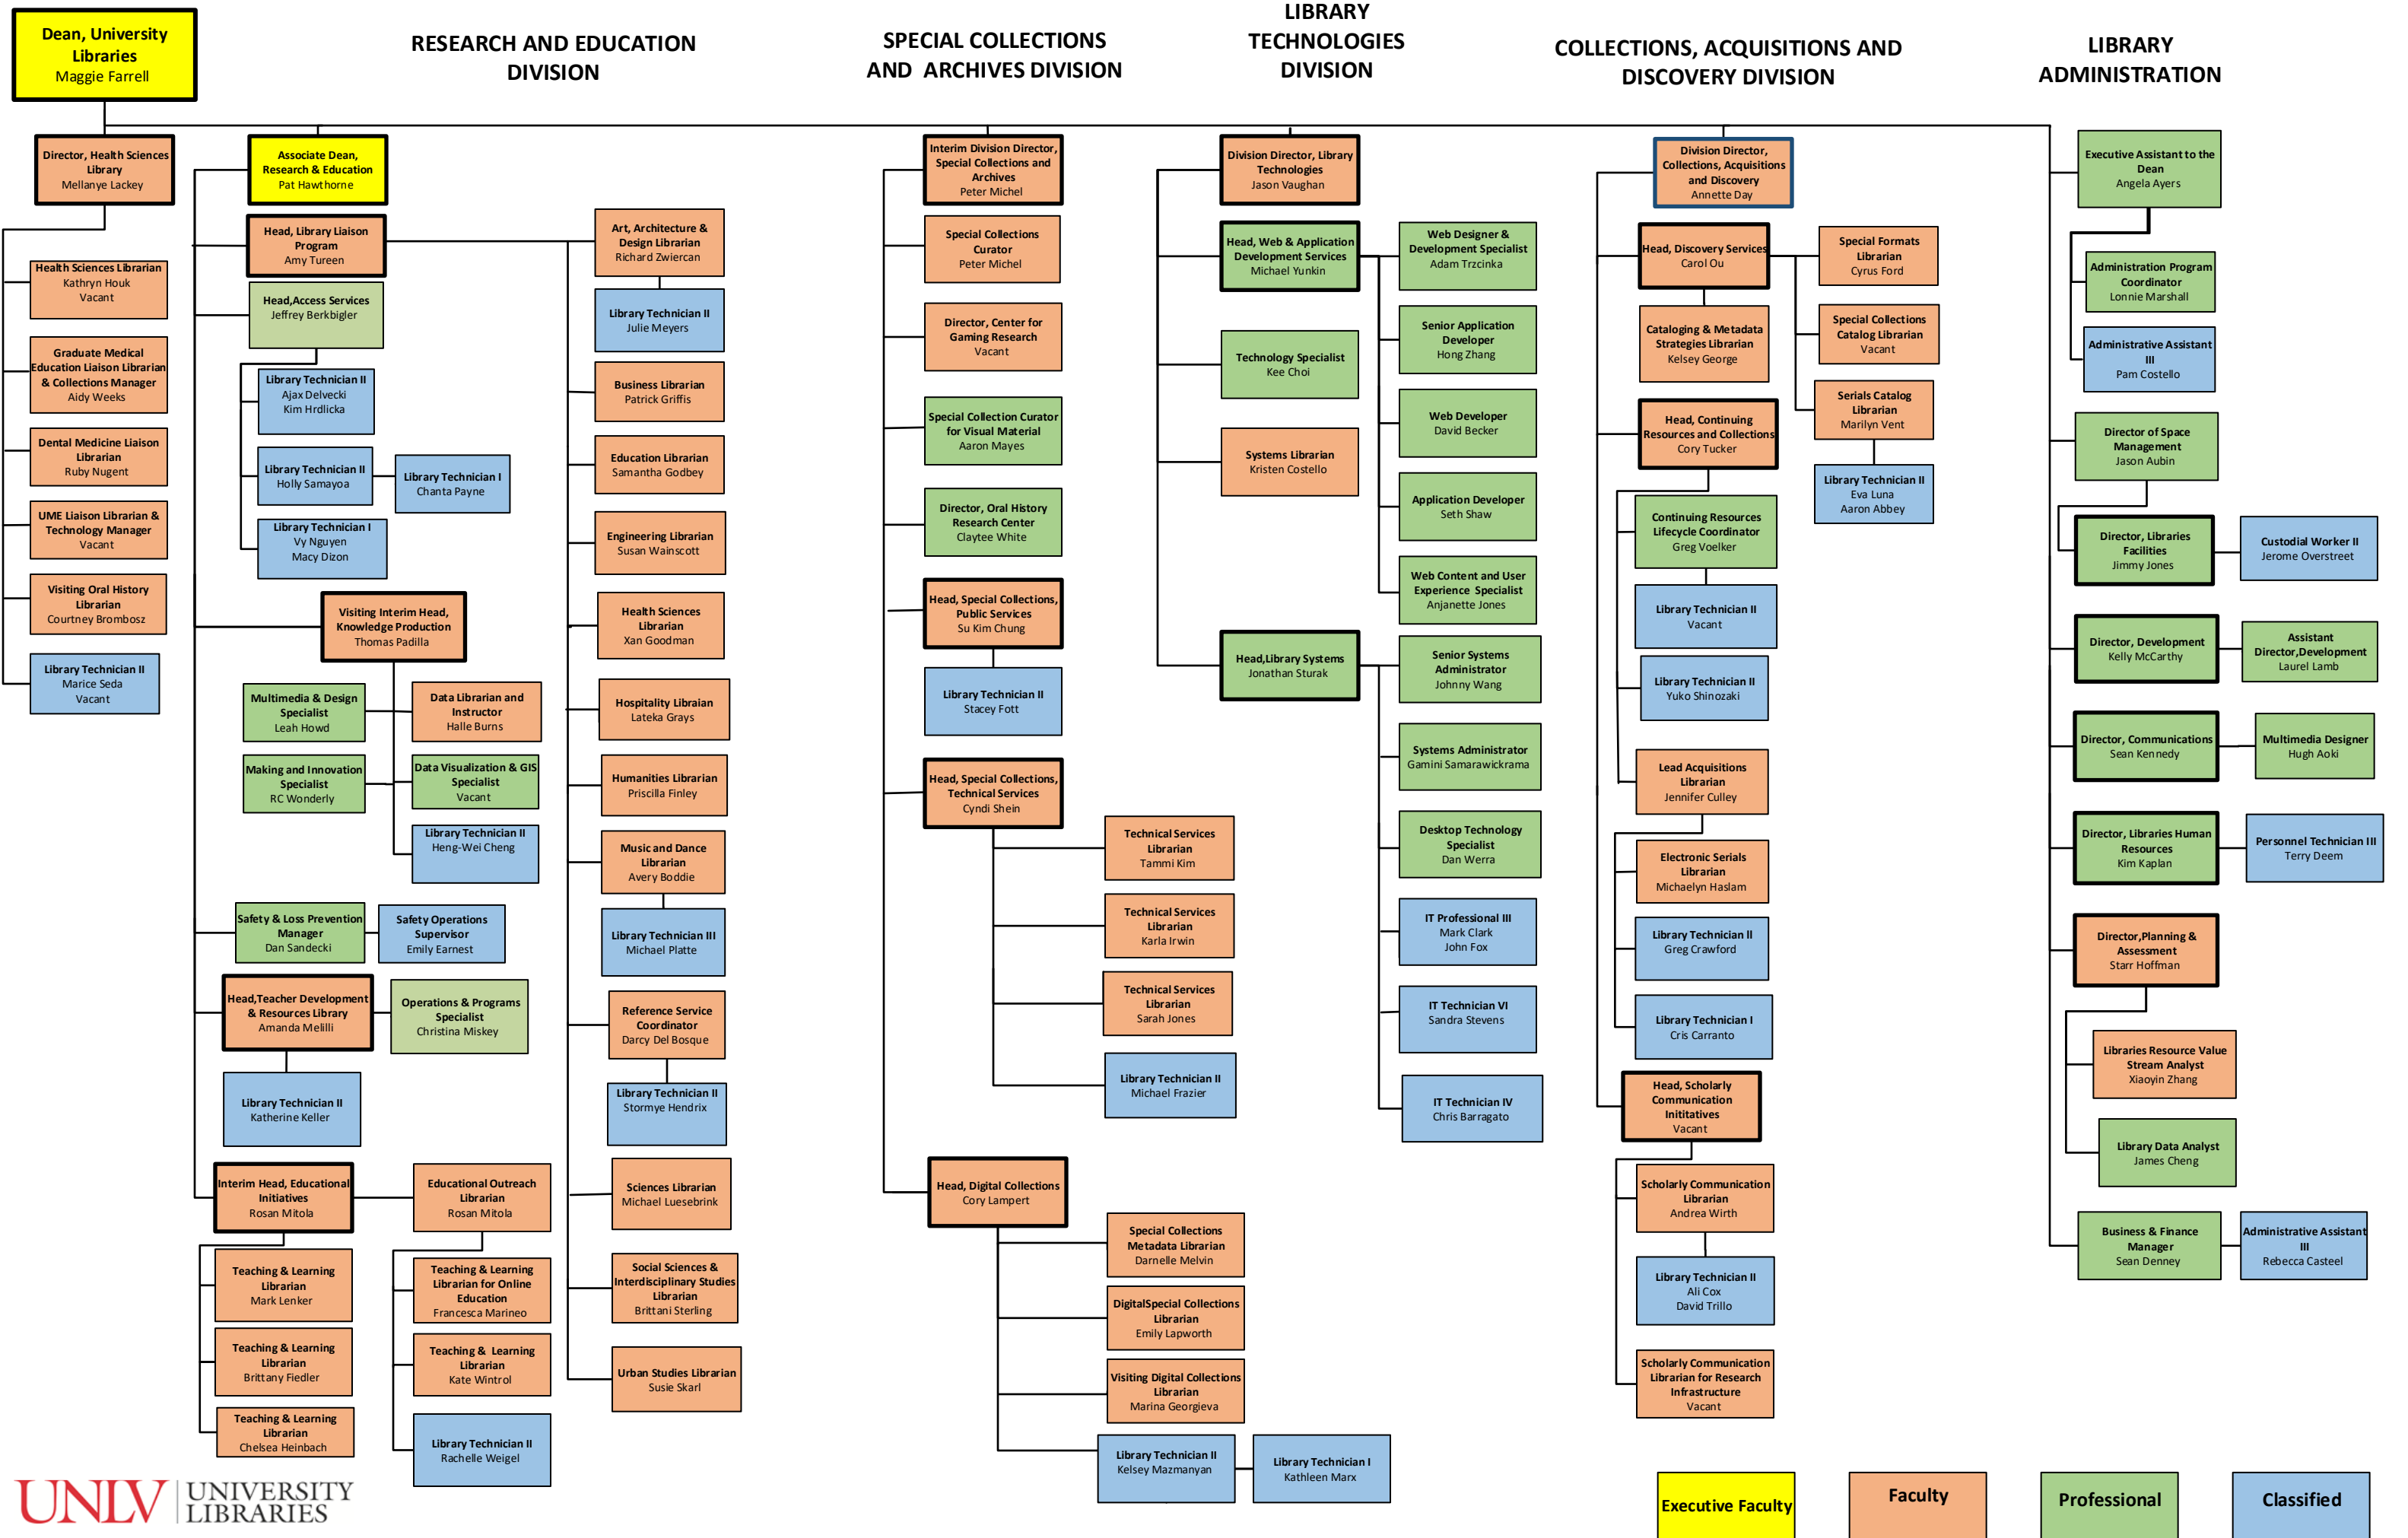 Dean, University
Libraries
Maggie Farrell
RESEARCH AND EDUCATION
DIVISION
SPECIAL COLLECTIONS
AND ARCHIVES DIVISION
LIBRARY
TECHNOLOGIES
DIVISION
COLLECTIONS, ACQUISITIONS AND
DISCOVERY DIVISION
LIBRARY
ADMINISTRATION
Director, Health Sciences
Library
Mellanye Lackey
Health Sciences Librarian
Kathryn Houk
Vacant
Graduate Medical
Education Liaison Librarian
& Collections Manager
Aidy Weeks
Dental Medicine Liaison
Librarian
Ruby Nugent
UME Liaison Librarian &
Technology Manager
Vacant
Visiting Oral History
Librarian
Courtney Brombosz
Library Technician II
Marice Seda
Vacant
Associate Dean,
Research & Education
Pat Hawthorne
Head, Library Liaison
Program
Amy Tureen
Head,Access Services
Jeffrey Berkbigler
Library Technician II
Ajax Delvecki
Kim Hrdlicka
Library Technician II
Holly Samayoa
Library Technician I
Chanta Payne
Library Technician I
Vy Nguyen
Macy Dizon
Visiting Interim Head,
Knowledge Production
Thomas Padilla
Multimedia & Design
Specialist
Leah Howd
Data Librarian and
Instructor
Halle Burns
Making and Innovation
Specialist
RC Wonderly
Data Visualization & GIS
Specialist
Vacant
Library Technician II
Heng-Wei Cheng
Safety & Loss Prevention
Manager
Dan Sandecki
Safety Operations
Supervisor
Emily Earnest
Head,Teacher Development
& Resources Library
Amanda Melilli
Operations & Programs
Specialist
Christina Miskey
Library Technician II
Katherine Keller
Interim Head, Educational
Initiatives
Rosan Mitola
Educational Outreach
Librarian
Rosan Mitola
Teaching & Learning
Librarian
Mark Lenker
Teaching & Learning
Librarian
Brittany Fiedler
Teaching & Learning
Librarian
Chelsea Heinbach
Teaching & Learning
Librarian for Online
Education
Francesca Marineo
Teaching & Learning
Librarian
Kate Wintrol
Library Technician II
Rachelle Weigel
Art, Architecture &
Design Librarian
Richard Zwiercan
Library Technician II
Julie Meyers
Business Librarian
Patrick Griffis
Education Librarian
Samantha Godbey
Engineering Librarian
Susan Wainscott
Health Sciences
Librarian
Xan Goodman
Hospitality Libraian
Lateka Grays
Humanities Librarian
Priscilla Finley
Music and Dance
Librarian
Avery Boddie
Library Technician III
Michael Platte
Reference Service
Coordinator
Darcy Del Bosque
Library Technician II
Stormye Hendrix
Sciences Librarian
Michael Luesebrink
Social Sciences &
Interdisciplinary Studies
Librarian
Brittani Sterling
Urban Studies Librarian
Susie Skarl
Interim Division Director,
Special Collections and
Archives
Peter Michel
Special Collections
Curator
Peter Michel
Director, Center for
Gaming Research
Vacant
Special Collection Curator
for Visual Material
Aaron Mayes
Director, Oral History
Research Center
Claytee White
Head, Special Collections,
Public Services
Su Kim Chung
Library Technician II
Stacey Fott
Head, Special Collections,
Technical Services
Cyndi Shein
Technical Services
Librarian
Tammi Kim
Technical Services
Librarian
Karla Irwin
Technical Services
Librarian
Sarah Jones
Library Technician II
Michael Frazier
Head, Digital Collections
Cory Lampert
Special Collections
Metadata Librarian
Darnelle Melvin
DigitalSpecial Collections
Librarian
Emily Lapworth
Visiting Digital Collections
Librarian
Marina Georgieva
Library Technician II
Kelsey Mazmanyan
Library Technician I
Kathleen Marx
Division Director, Library
Technologies
Jason Vaughan
Head, Web & Application
Development Services
Michael Yunkin
Technology Specialist
Kee Choi
Systems Librarian
Kristen Costello
Web Designer &
Development Specialist
Adam Trzcinka
Senior Application
Developer
Hong Zhang
Web Developer
David Becker
Application Developer
Seth Shaw
Web Content and User
Experience Specialist
Anjanette Jones
Head,Library Systems
Jonathan Sturak
Senior Systems
Administrator
Johnny Wang
Systems Administrator
Gamini Samarawickrama
Desktop Technology
Specialist
Dan Werra
IT Professional III
Mark Clark
John Fox
IT Technician VI
Sandra Stevens
IT Technician IV
Chris Barragato
Division Director,
Collections, Acquisitions
and Discovery
Annette Day
Head, Discovery Services
Carol Ou
Special Formats
Librarian
Cyrus Ford
Cataloging & Metadata
Strategies Librarian
Kelsey George
Special Collections
Catalog Librarian
Vacant
Serials Catalog
Librarian
Marilyn Vent
Library Technician II
Eva Luna
Aaron Abbey
Head, Continuing
Resources and Collections
Cory Tucker
Continuing Resources
Lifecycle Coordinator
Greg Voelker
Library Technician II
Vacant
Library Technician II
Yuko Shinozaki
Lead Acquisitions
Librarian
Jennifer Culley
Electronic Serials
Librarian
Michaelyn Haslam
Library Technician II
Greg Crawford
Library Technician I
Cris Carranto
Head, Scholarly
Communication
Inititatives
Vacant
Scholarly Communication
Librarian
Andrea Wirth
Library Technician II
Ali Cox
David Trillo
Scholarly Communication
Librarian for Research
Infrastructure
Vacant
Executive Assistant to the
Dean
Angela Ayers
Administration Program
Coordinator
Lonnie Marshall
Administrative Assistant
III
Pam Costello
Director of Space
Management
Jason Aubin
Director, Libraries
Facilities
Jimmy Jones
Custodial Worker II
Jerome Overstreet
Director, Development
Kelly McCarthy
Assistant
Director,Development
Laurel Lamb
Director, Communications
Sean Kennedy
Multimedia Designer
Hugh Aoki
Director, Libraries Human
Resources
Kim Kaplan
Personnel Technician III
Terry Deem
Director,Planning &
Assessment
Starr Hoffman
Libraries Resource Value
Stream Analyst
Xiaoyin Zhang
Library Data Analyst
James Cheng
Business & Finance
Manager
Sean Denney
Administrative Assistant
III
Rebecca Casteel
UNLV UNIVERSITY
LIBRARIES
Executive Faculty
Faculty
Professional
Classified